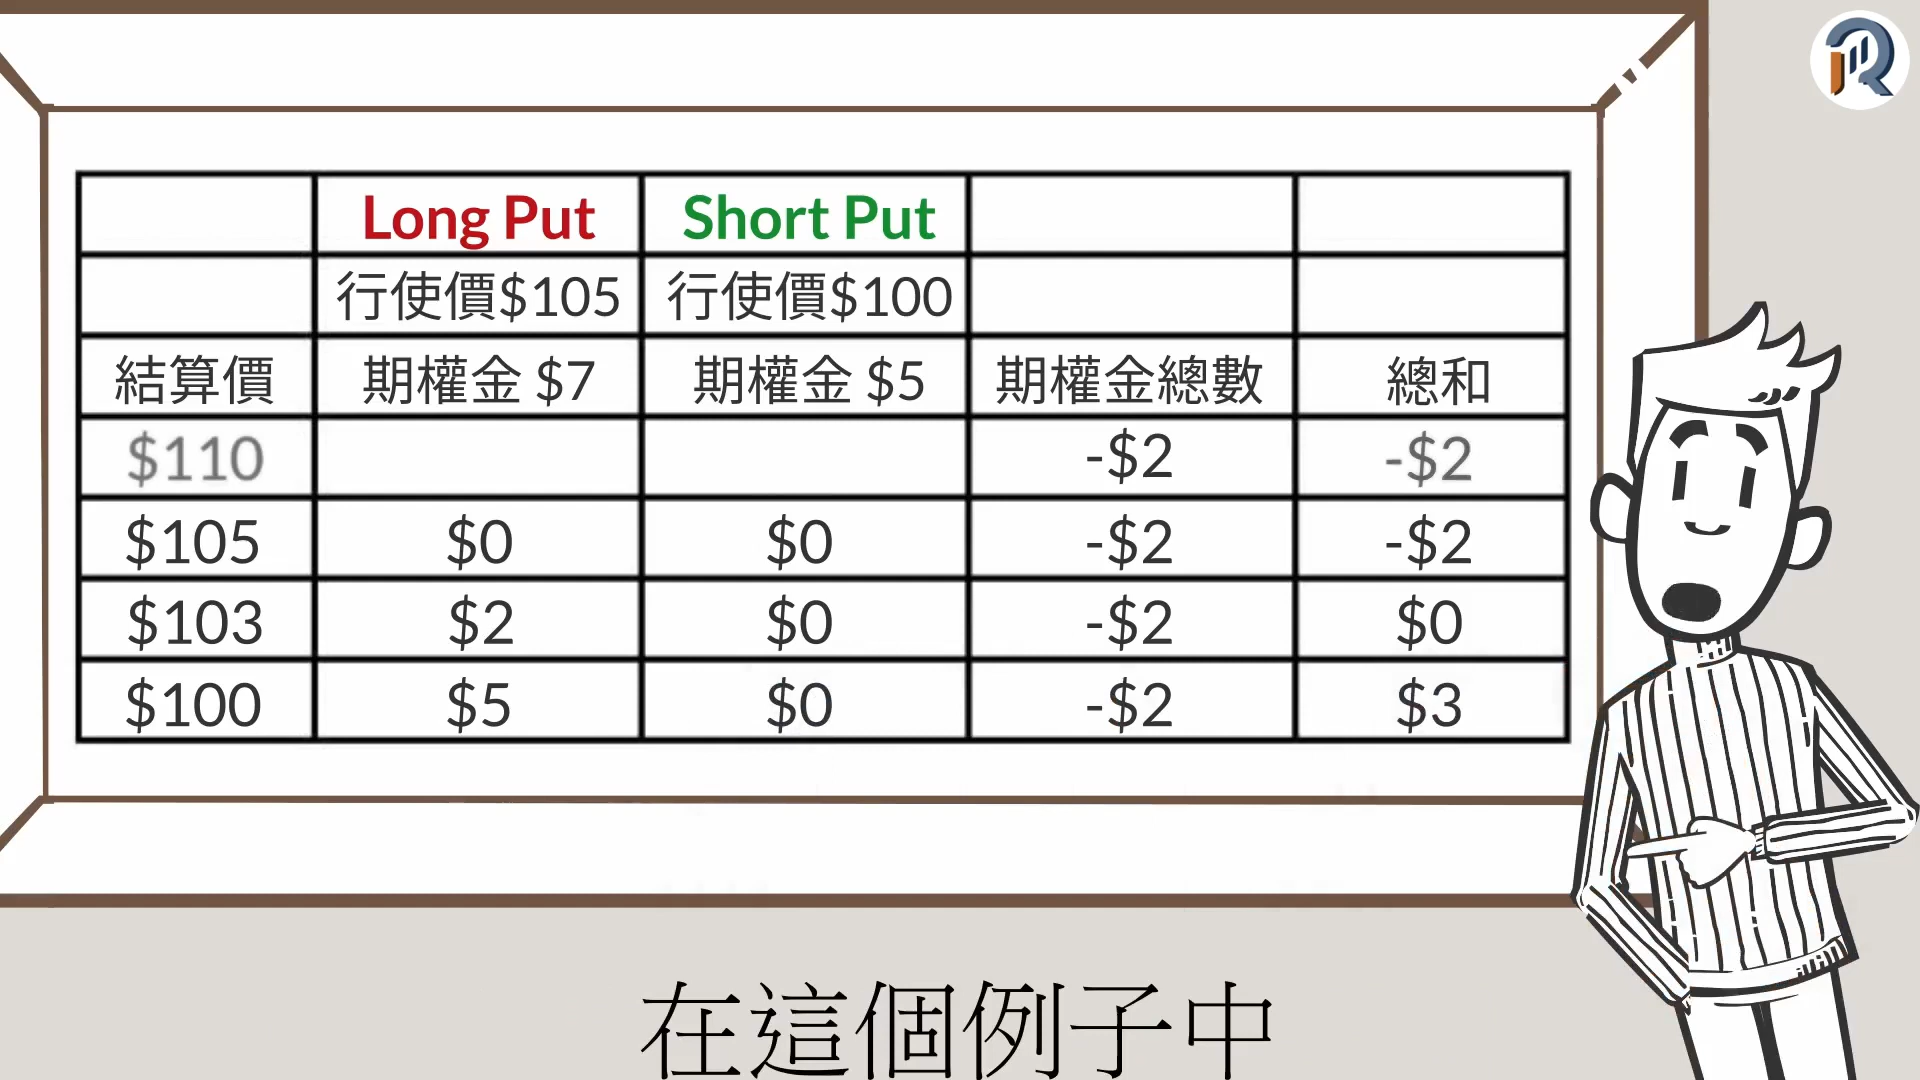 Long Put Short Put
行使價$105 行使價$100
結算價 期權金 $7 期權金 $5 期權金總數 總和
$110 -$2 -$2
$105 $0 $0 -$2 -$2
$103 $2 $0 -$2 $0
$100 $5 $0 -$2 $3
在這個例子中